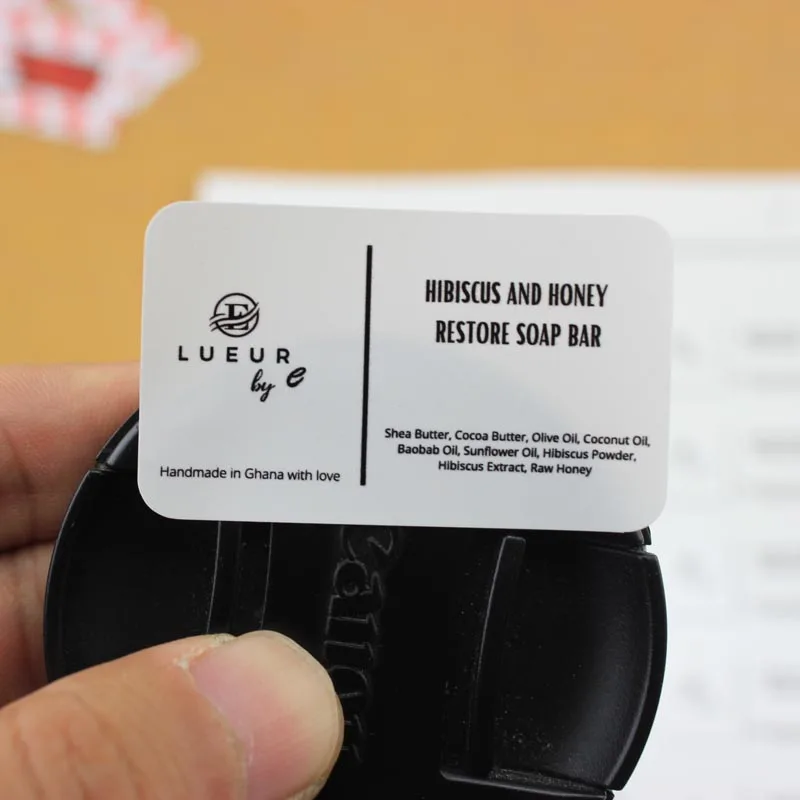 E
LUEUR
by e
Handmade in Ghana with love
HIBISCUS AND HONEY
RESTORE SOAP BAR
Shea Butter, Cocoa Butter, Olive Oil, Coconut Oil,
Baobab Oil, Sunflower Oil, Hibiscus Powder,
Hibiscus Extract, Raw Honey
Canon